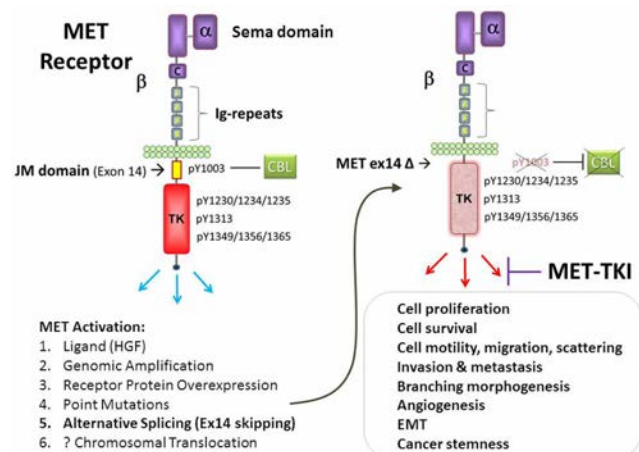 MET
Receptor
α
Sema domain
C
β
Ig-repeats
JM domain (Exon 14) → pY1003
CBL
TK
pY1230/1234/1235
pY1313
pY1349/1356/1365
MET Activation:
1. Ligand (HGF)
2. Genomic Amplification
3. Receptor Protein Overexpression
4. Point Mutations
5. Alternative Splicing (Ex14 skipping)
6. ? Chromosomal Translocation
α
C
β
MET ex14 Δ →
pY1003
CBL
TK
pY1230/1234/1235
pY1313
pY1349/1356/1365
MET-TKI
Cell proliferation
Cell survival
Cell motility, migration, scattering
Invasion & metastasis
Branching morphogenesis
Angiogenesis
EMT
Cancer stemness